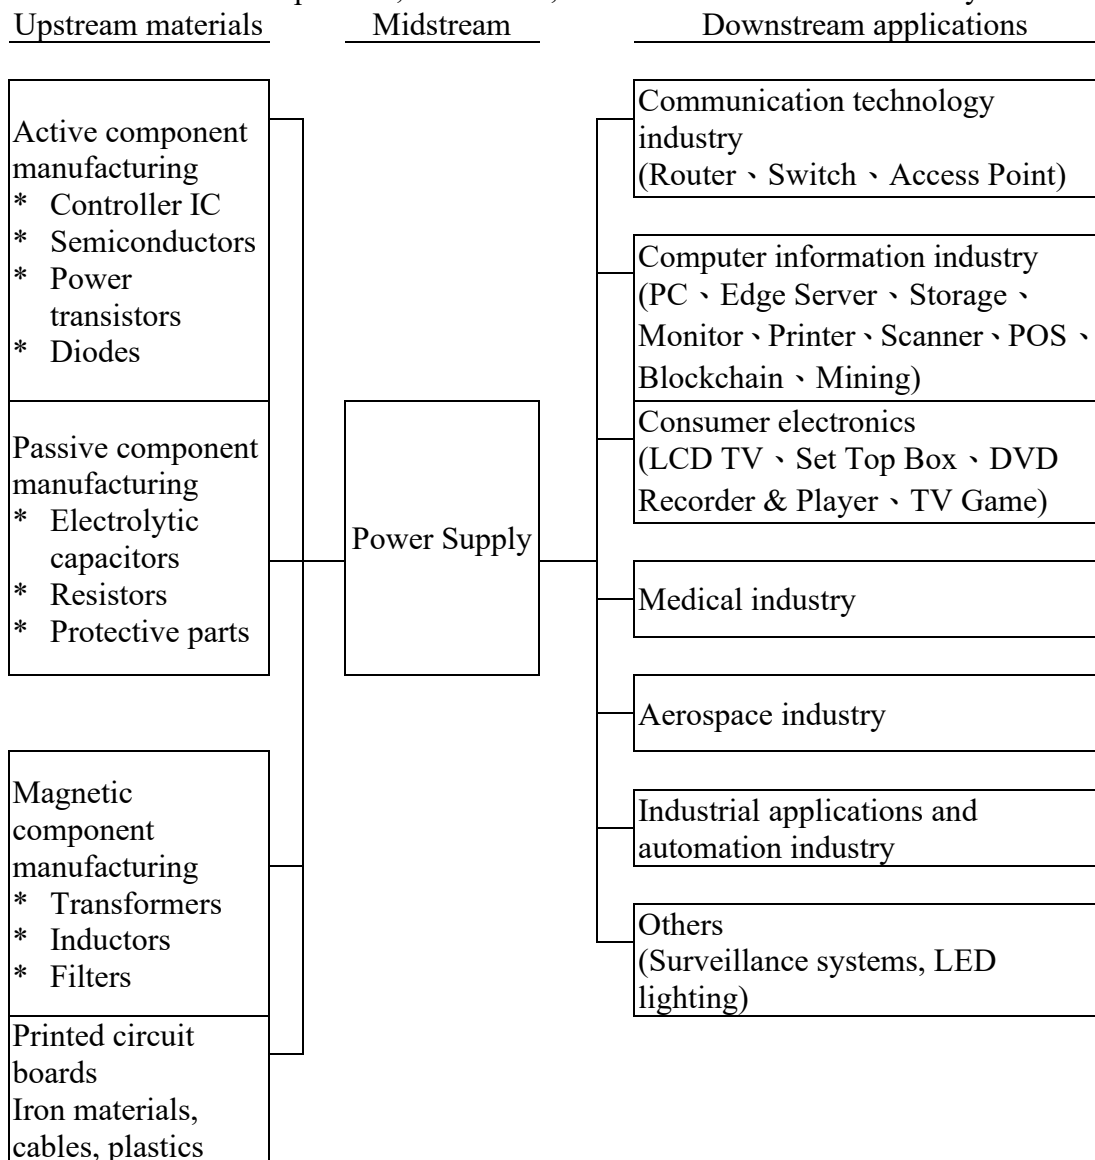 Upstream materials
Midstream
Downstream applications
Active component
manufacturing
* Controller IC
* Semiconductors
* Power
transistors
* Diodes
Passive component
manufacturing
* Electrolytic
capacitors
* Resistors
* Protective parts
Magnetic
component
manufacturing
* Transformers
* Inductors
* Filters
Printed circuit
boards
Iron materials,
cables, plastics
Power Supply
Communication technology
industry
(Router、Switch、Access Point)
Computer information industry
(PC、Edge Server、Storage、
Monitor、Printer、Scanner、POS、
Blockchain、Mining)
Consumer electronics
(LCD TV、Set Top Box、DVD
Recorder & Player、TV Game)
Medical industry
Aerospace industry
Industrial applications and
automation industry
Others
(Surveillance systems, LED
lighting)